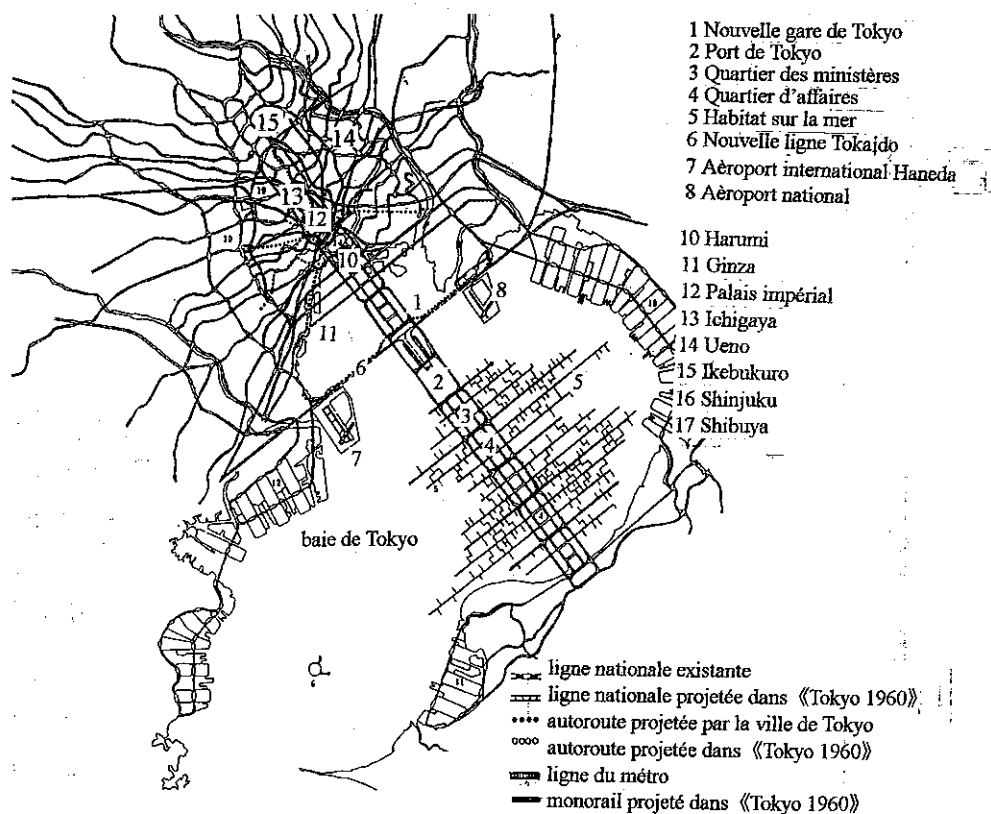 1 Nouvelle gare de Tokyo
2 Port de Tokyo
3 Quartier des ministères
4 Quartier d'affaires
5 Habitat sur la mer
6 Nouvelle ligne Tokajdo
7 Aèroport international Haneda
8 Aèroport national
10 Harumi
11 Ginza
12 Palais impérial
13 Ichigaya
14 Ueno
15 Ikebukuro
16 Shinjuku
17 Shibuya
15
14
13
12
10
10
10
11
1
8
10
6
2
5
3
4
7
baie de Tokyo
ligne nationale existante
ligne nationale projetée dans 《Tokyo 1960》
autoroute projetée par la ville de Tokyo
autoroute projetée dans 《Tokyo 1960》
ligne du métro
monorail projeté dans 《Tokyo 1960》